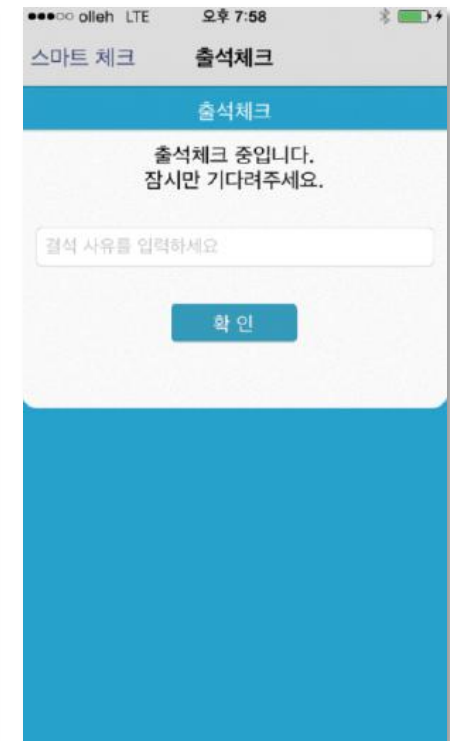 olleh LTE 오후 7:58
스마트 체크 출석체크
출석체크
출석체크 중입니다.
잠시만 기다려주세요.
결석 사유를 입력하세요
확인